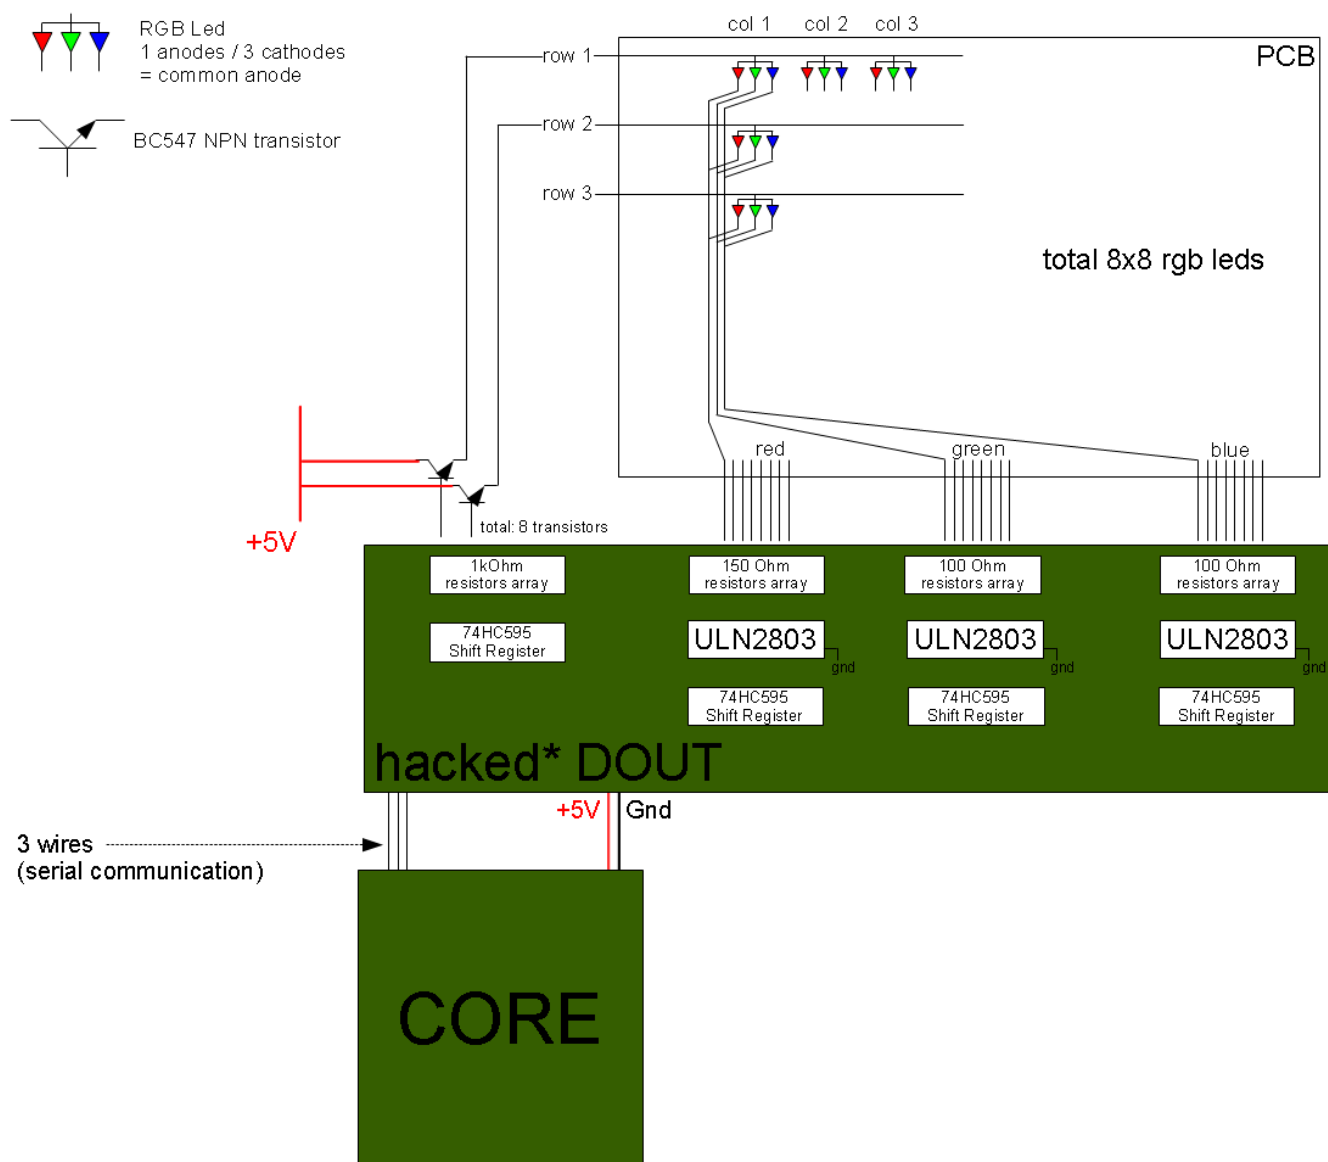 RGB Led
1 anodes / 3 cathodes
= common anode
BC547 NPN transistor
col 1
col 2
col 3
row 1
PCB
row 2
row 3
total 8x8 rgb leds
red
green
blue
+5V
total: 8 transistors
1kOhm
resistors array
150 Ohm
resistors array
100 Ohm
resistors array
100 Ohm
resistors array
74HC595
Shift Register
ULN2803
gnd
ULN2803
gnd
ULN2803
gnd
74HC595
Shift Register
74HC595
Shift Register
74HC595
Shift Register
hacked* DOUT
+5V
Gnd
3 wires
(serial communication)
CORE